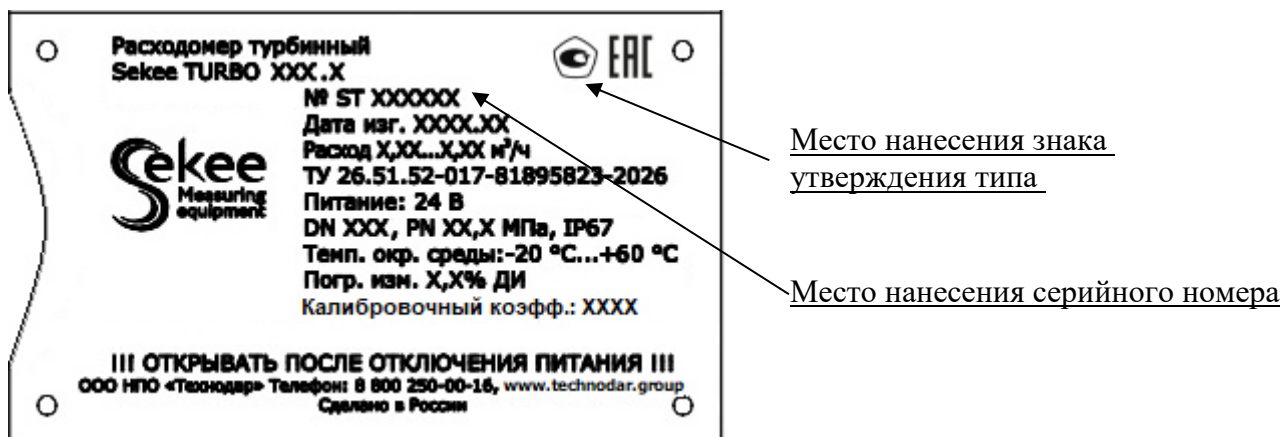 Расходомер турбинный
Sekee TURBO XXX.X
ЕАС
№ ST XXXXXX
Дата изг. XXXX.XX
Расход X,XX...X,XX м³/ч
ТУ 26.51.52-017-81895823-2026
Питание: 24 В
DN XXX, PN XX,X МПа, IP67
Темп. окр. среды:-20 °С...+60 °С
Погр. изм. X,X% ДИ
Калибровочный коэфф.: XXXX
Sekee
Measuring
equipment
!!! ОТКРЫВАТЬ ПОСЛЕ ОТКЛЮЧЕНИЯ ПИТАНИЯ !!!
ООО НПО «Технодар» Телефон: 8 800 250-00-16, www.technodar.group
Сделано в России
Место нанесения знака
утверждения типа
Место нанесения серийного номера